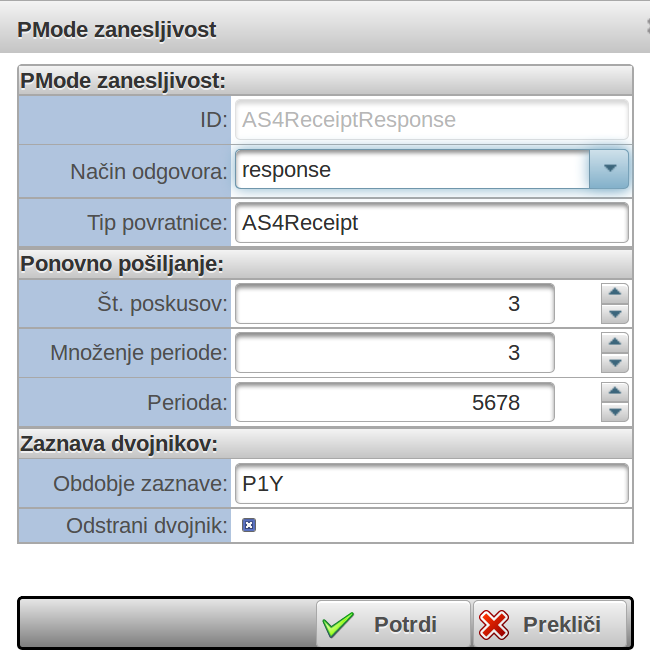 PMode zanesljivost
PMode zanesljivost:
ID: AS4ReceiptResponse
Način odgovora: response
Tip povratnice: AS4Receipt
Ponovno pošiljanje:
Št. poskusov: 3
Množenje periode: 3
Perioda: 5678
Zaznava dvojnikov:
Obdobje zaznave: P1Y
Odstrani dvojnik:
Potrdi Prekliči